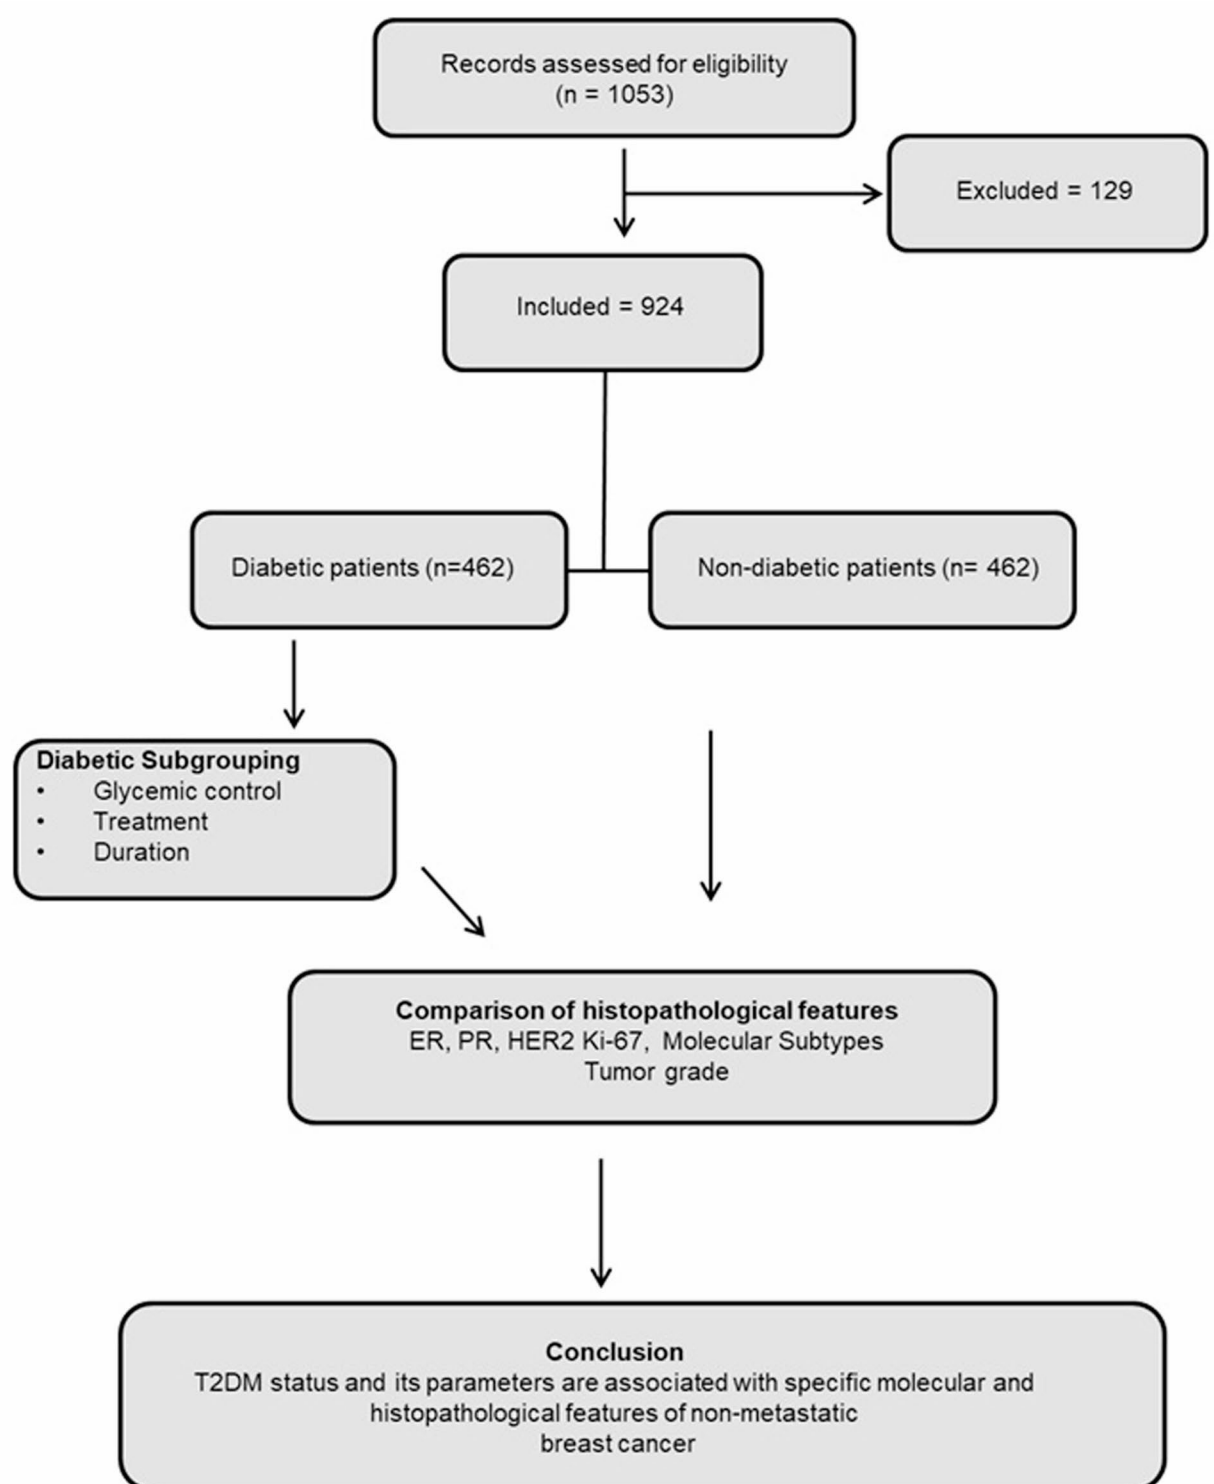 Records assessed for eligibility
(n = 1053)
Excluded = 129
Included = 924
Diabetic patients (n=462)
Non-diabetic patients (n= 462)
Diabetic Subgrouping
• Glycemic control
• Treatment
• Duration
Comparison of histopathological features
ER, PR, HER2 Ki-67, Molecular Subtypes
Tumor grade
Conclusion
T2DM status and its parameters are associated with specific molecular and
histopathological features of non-metastatic
breast cancer